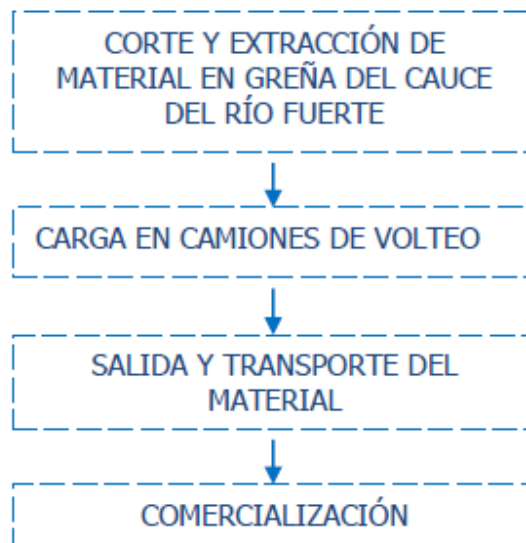 CORTE Y EXTRACCIÓN DE
MATERIAL EN GREÑA DEL CAUCE
DEL RÍO FUERTE
CARGA EN CAMIONES DE VOLTEO
SALIDA Y TRANSPORTE DEL
MATERIAL
COMERCIALIZACIÓN